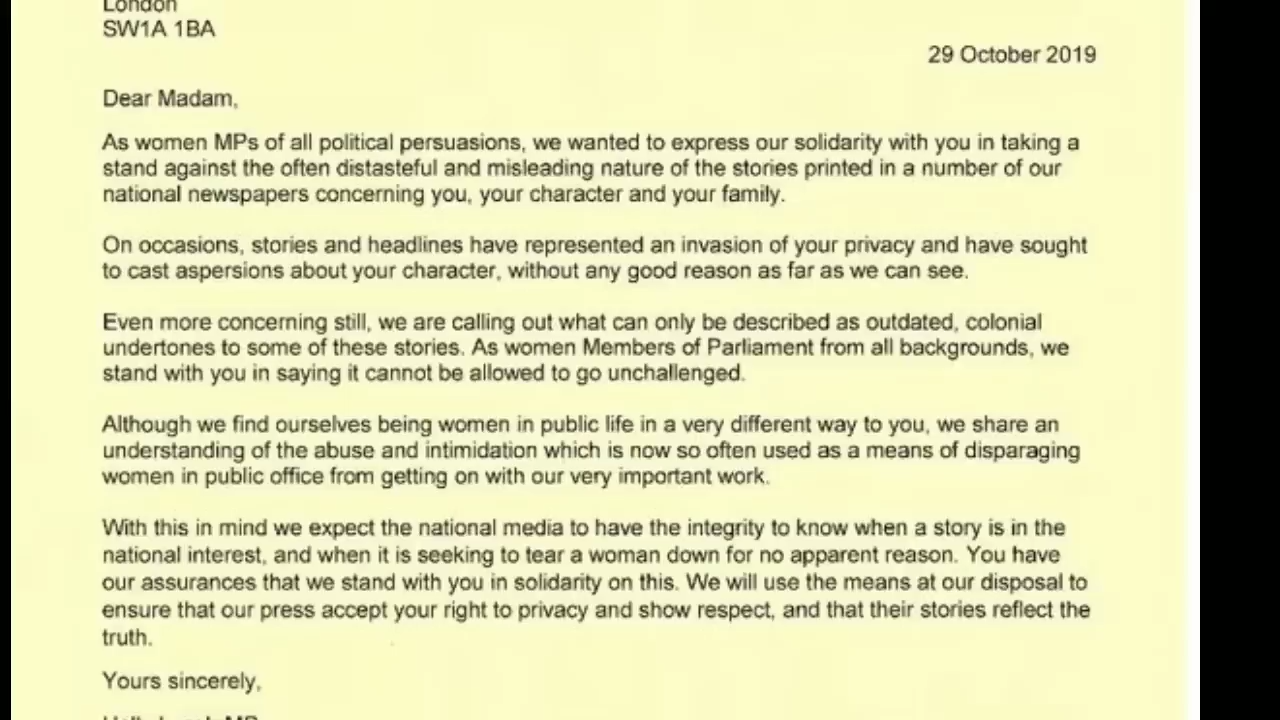 London
SW1A 1BA
29 October 2019
Dear Madam,
As women MPs of all political persuasions, we wanted to express our solidarity with you in taking a
stand against the often distasteful and misleading nature of the stories printed in a number of our
national newspapers concerning you, your character and your family.
On occasions, stories and headlines have represented an invasion of your privacy and have sought
to cast aspersions about your character, without any good reason as far as we can see.
Even more concerning still, we are calling out what can only be described as outdated, colonial
undertones to some of these stories. As women Members of Parliament from all backgrounds, we
stand with you in saying it cannot be allowed to go unchallenged.
Although we find ourselves being women in public life in a very different way to you, we share an
understanding of the abuse and intimidation which is now so often used as a means of disparaging
women in public office from getting on with our very important work.
With this in mind we expect the national media to have the integrity to know when a story is in the
national interest, and when it is seeking to tear a woman down for no apparent reason. You have
our assurances that we stand with you in solidarity on this. We will use the means at our disposal to
ensure that our press accept your right to privacy and show respect, and that their stories reflect the
truth.
Yours sincerely,